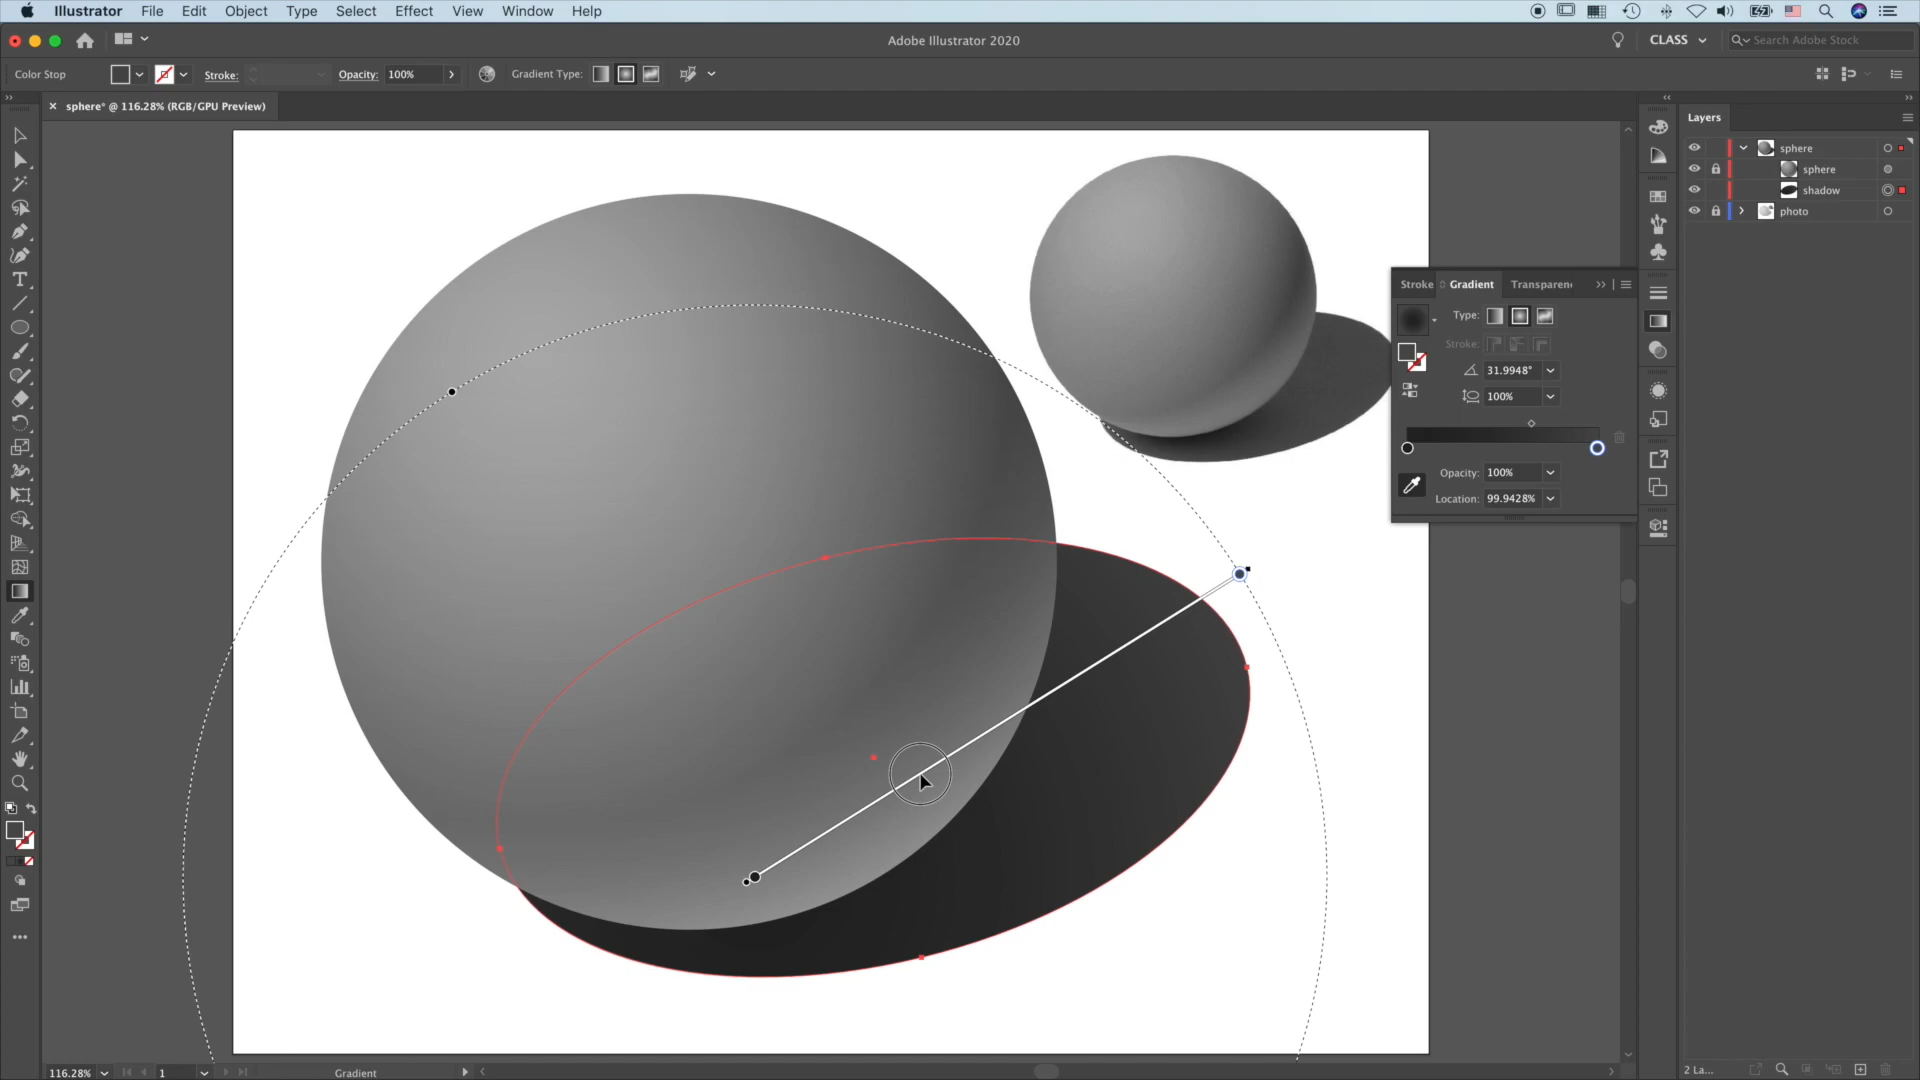 Illustrator File Edit Object Type Select Effect View Window Help
Adobe Illustrator 2020
CLASS
Search Adobe Stock
Color Stop
Stroke:
Opacity: 100%
Gradient Type:
sphere* @ 116.28% (RGB/GPU Preview)
Layers
sphere
sphere
shadow
photo
Stroke
Gradient
Transparen
Type:
Stroke:
31.9948°
100%
Opacity: 100%
Location: 99.9428%
116.28%
1
Gradient
2 La...